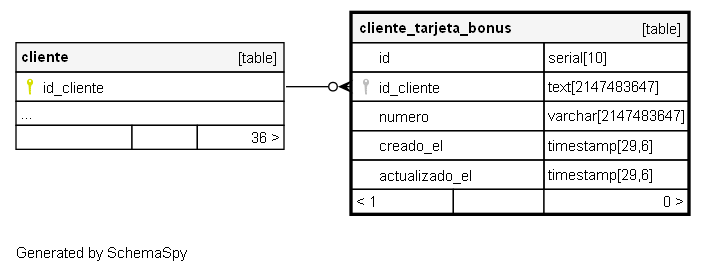 cliente [table]
id_cliente
...
36 >
cliente_tarjeta_bonus [table]
id serial[10]
id_cliente text[2147483647]
numero varchar[2147483647]
creado_el timestamp[29,6]
actualizado_el timestamp[29,6]
< 1 0 >
Generated by SchemaSpy